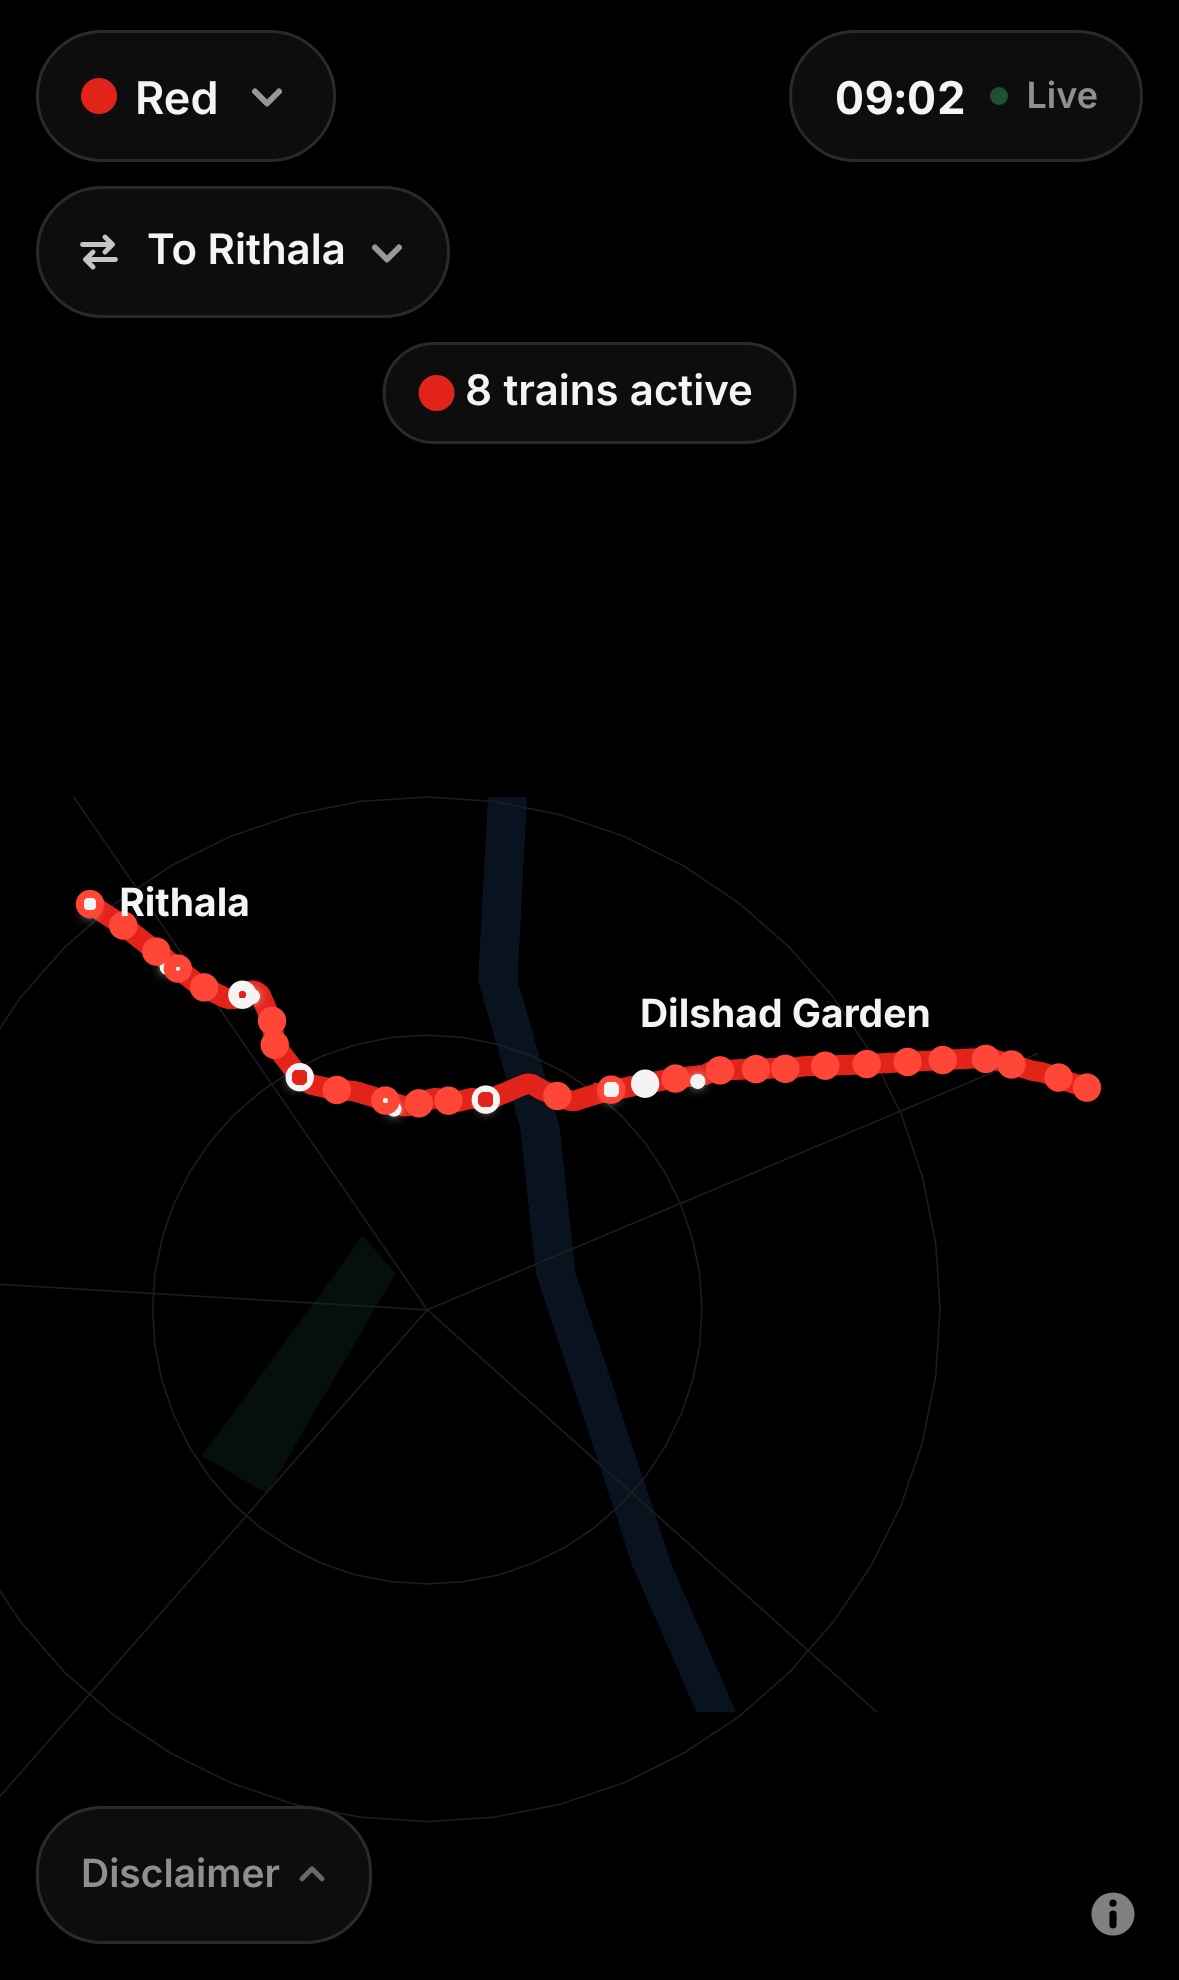 Red
09:02 Live
To Rithala
8 trains active
Rithala
Dilshad Garden
Disclaimer